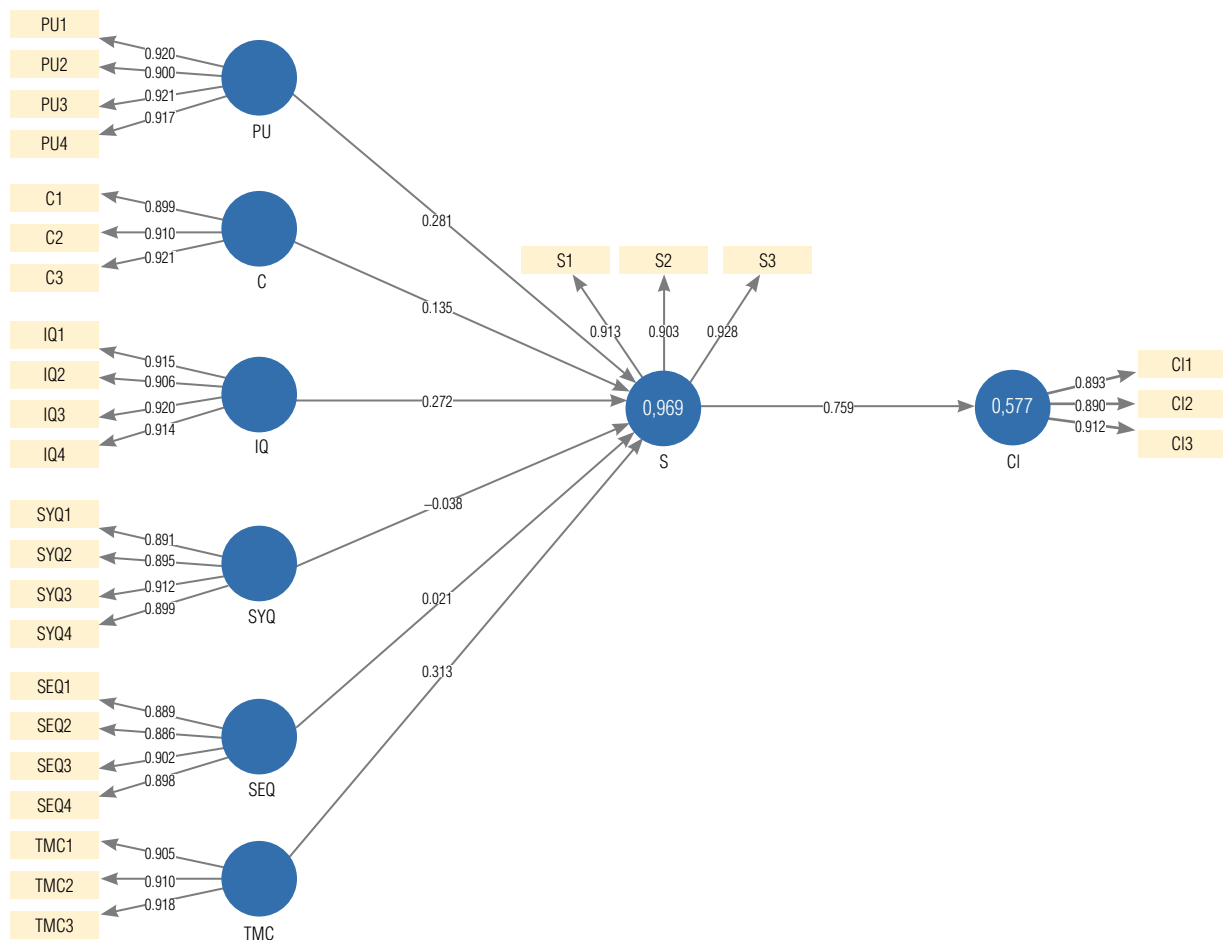 PU1
PU2
PU3
PU4
0.920
0.900
0.921
0.917
PU
C1
C2
C3
0.899
0.910
0.921
C
IQ1
IQ2
IQ3
IQ4
0.915
0.906
0.920
0.914
IQ
SYQ1
SYQ2
SYQ3
SYQ4
0.891
0.895
0.912
0.899
SYQ
SEQ1
SEQ2
SEQ3
SEQ4
0.889
0.886
0.902
0.898
SEQ
TMC1
TMC2
TMC3
0.905
0.910
0.918
TMC
0.281
0.135
0.272
–0.038
0.021
0.313
S1 S2 S3
0.913 0.903 0.928
0,969
S
0.759
0,577
CI
0.893
0.890
0.912
CI1
CI2
CI3